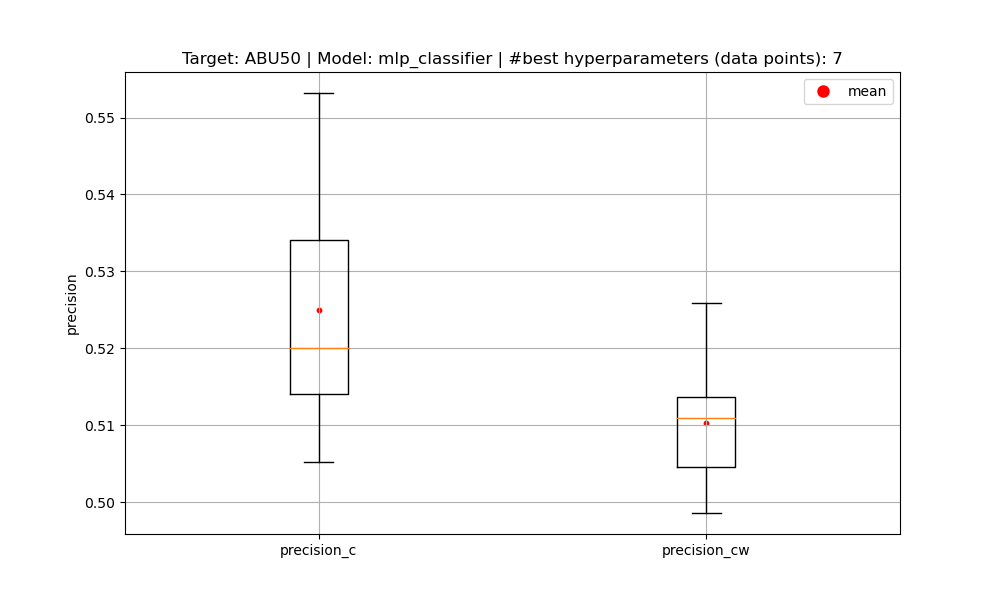 Target: ABU50 | Model: mlp_classifier | #best hyperparameters (data points): 7
mean
0.55
0.54
0.53
0.52
0.51
0.50
precision
precision_c
precision_cw